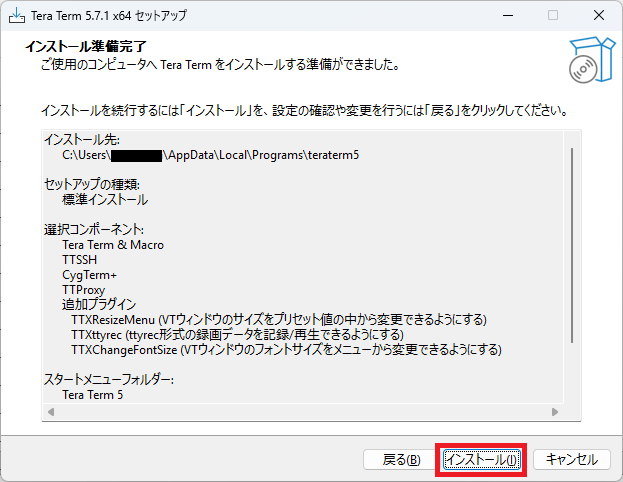 Tera Term 5.7.1 x64 セットアップ
インストール準備完了
ご使用のコンピュータへ Tera Term をインストールする準備ができました。
インストールを続行するには「インストール」を、設定の確認や変更を行うには「戻る」をクリックしてください。
インストール先:
C:\Users\ \AppData\Local\Programs\teraterm5
セットアップの種類:
標準インストール
選択コンポーネント:
Tera Term & Macro
TTSSH
CygTerm+
TTProxy
追加プラグイン
TTXResizeMenu (VTウィンドウのサイズをプリセット値の中から変更できるようにする)
TTXttyrec (ttyrec形式の録画データを記録/再生できるようにする)
TTXChangeFontSize (VTウィンドウのフォントサイズをメニューから変更できるようにする)
スタートメニューフォルダー:
Tera Term 5
戻る(B) インストール(I) キャンセル